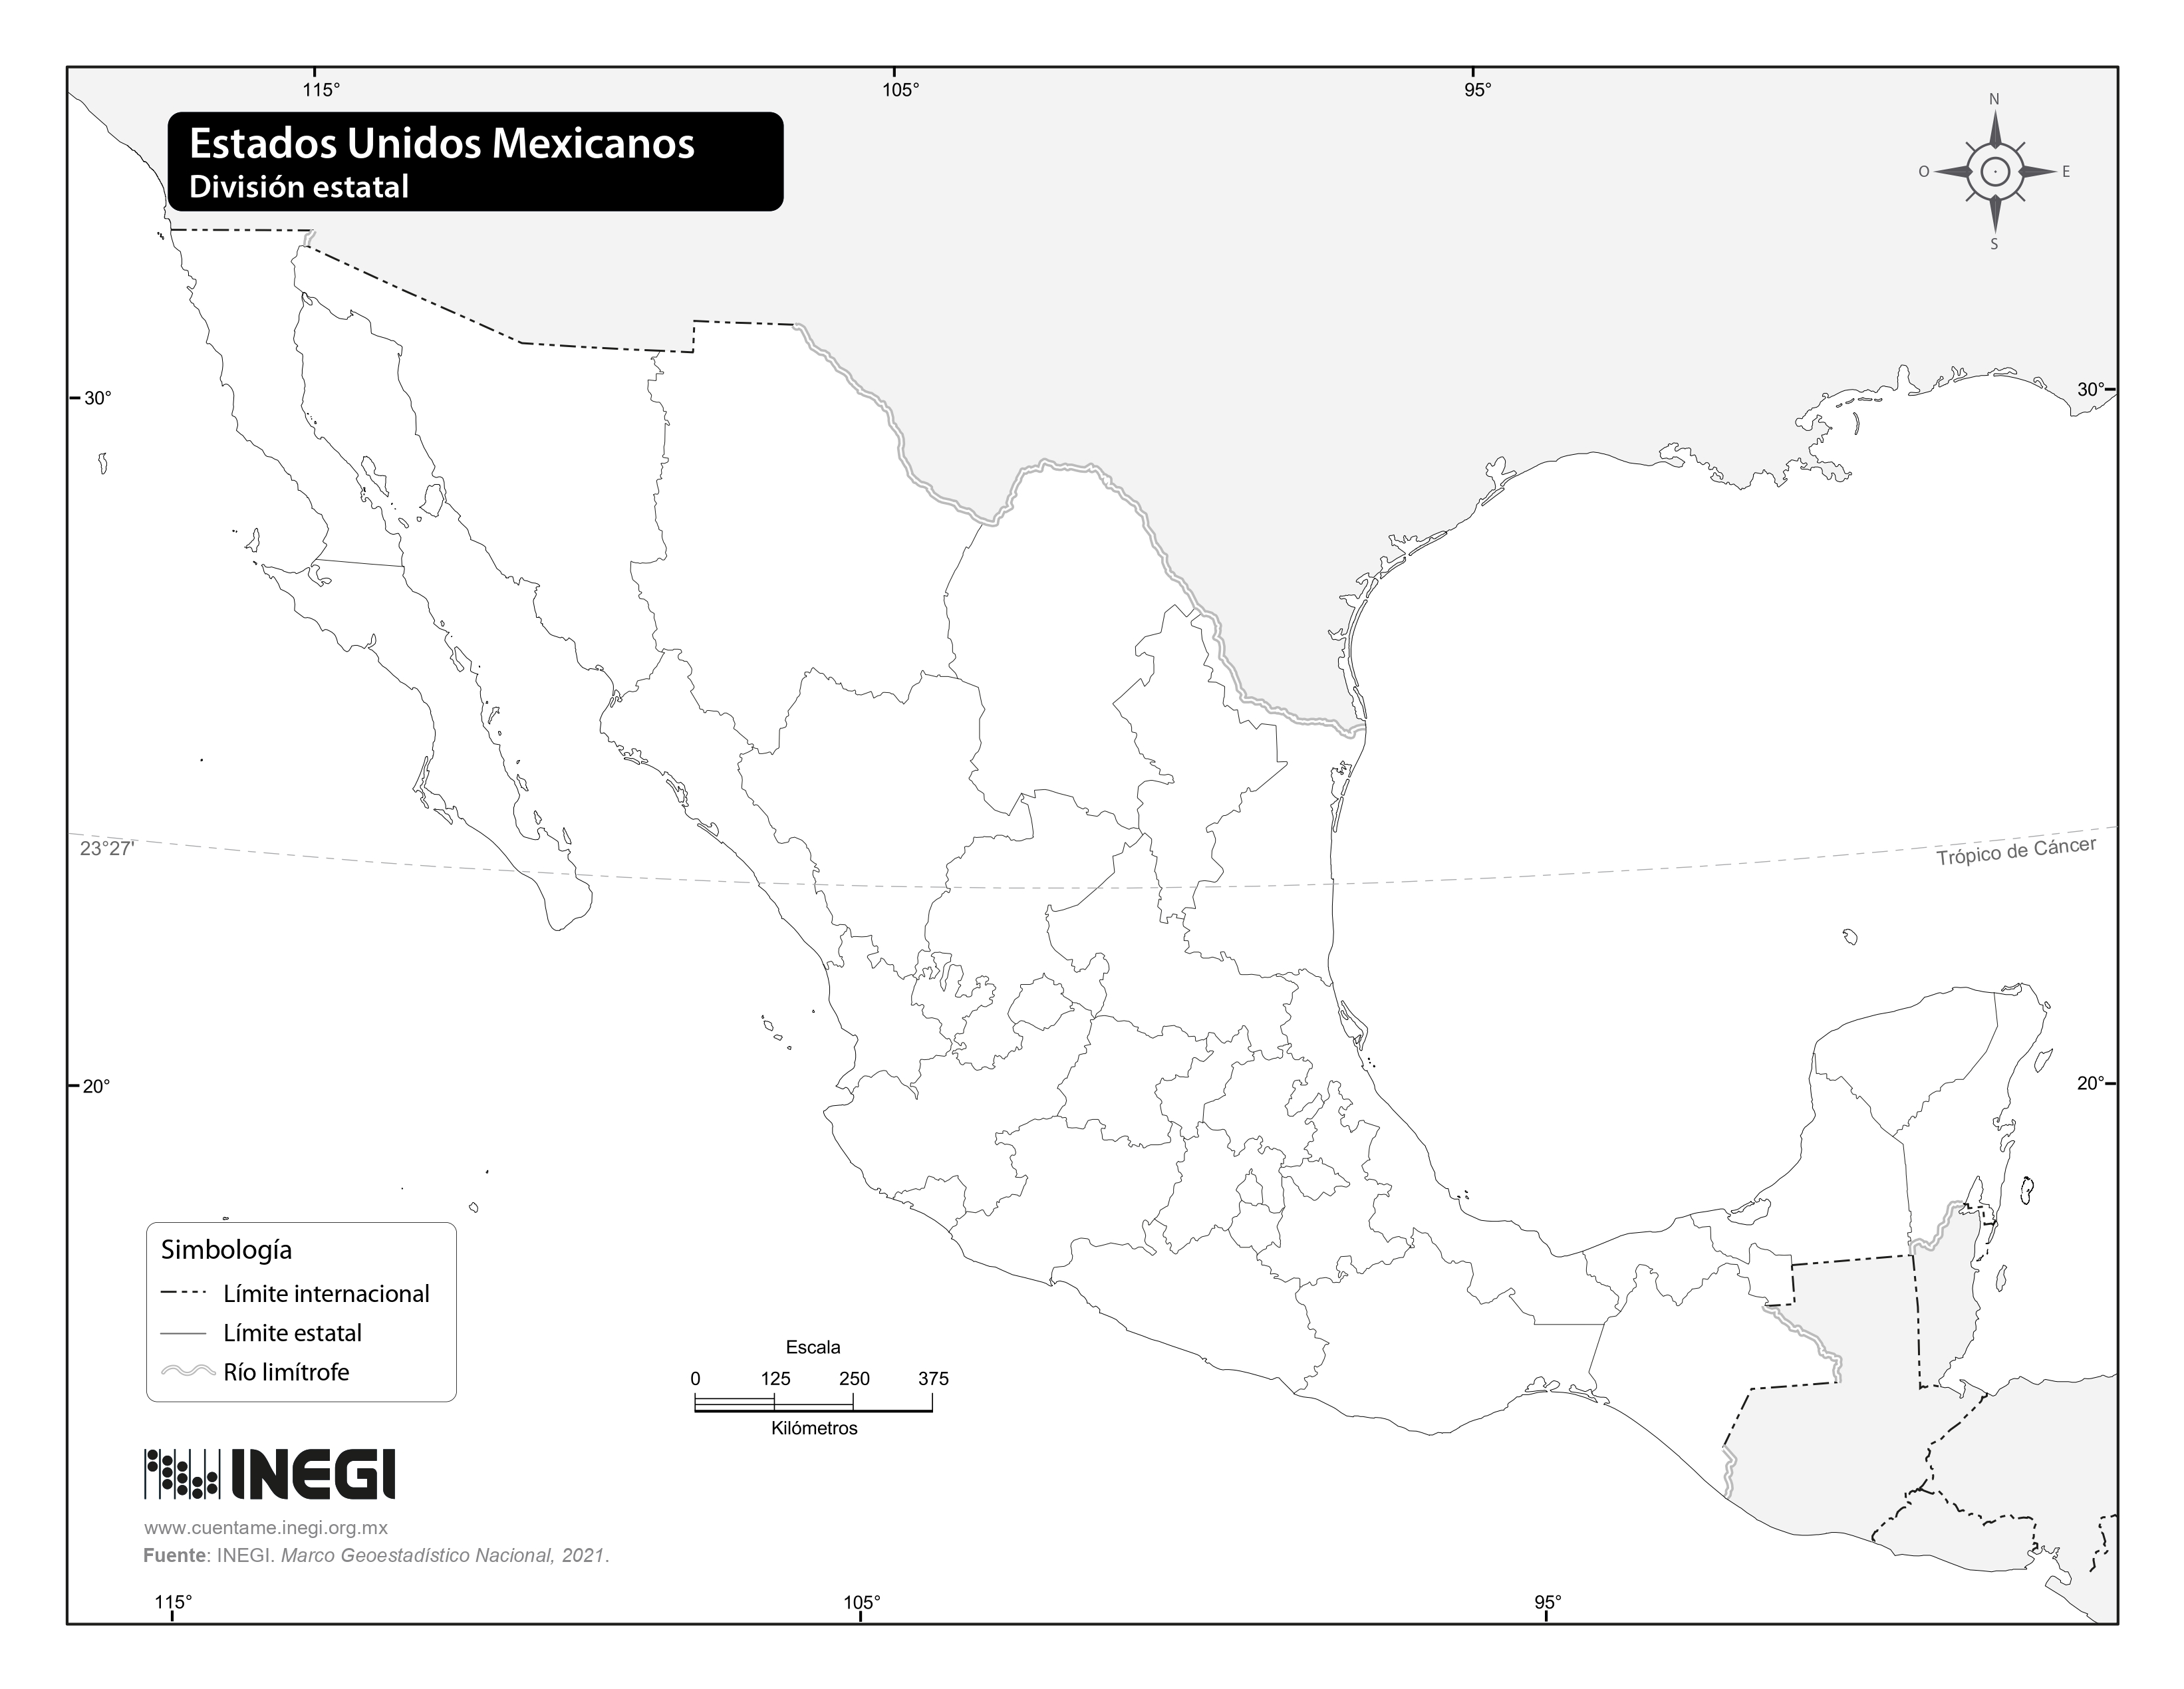 115°
105°
95°
Estados Unidos Mexicanos
División estatal
N
O
E
S
30°
30°
23°27'
Trópico de Cáncer
20°
20°
Simbología
Límite internacional
Límite estatal
Río limítrofe
Escala
0 125 250 375
Kilómetros
INEGI
www.cuentame.inegi.org.mx
Fuente: INEGI. Marco Geoestadístico Nacional, 2021.
115°
105°
95°